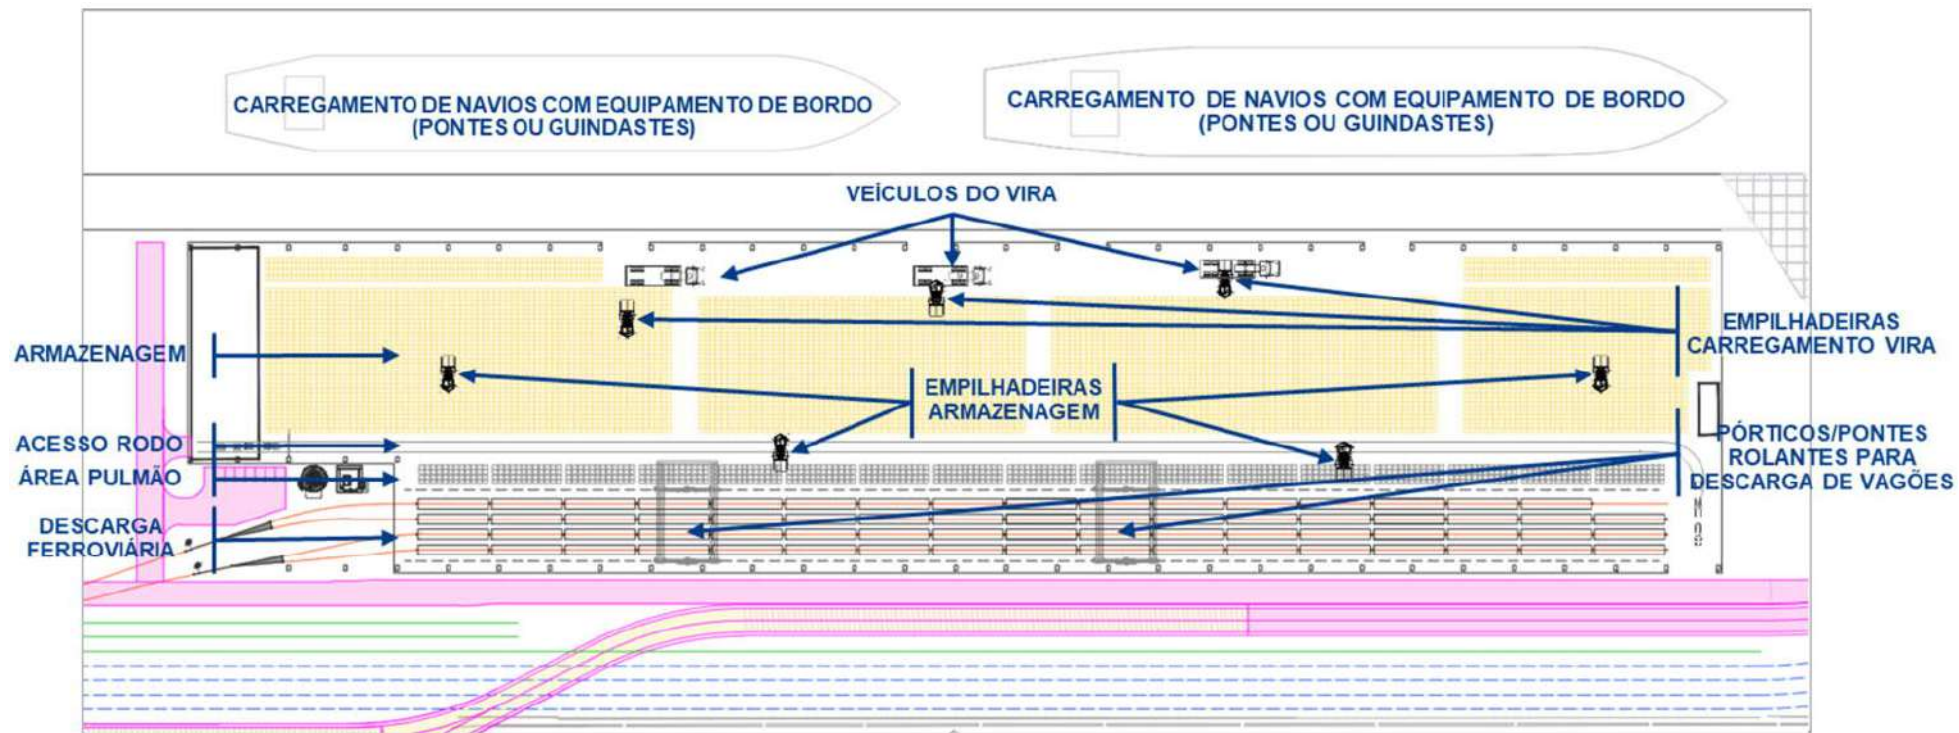 CARREGAMENTO DE NAVIOS COM EQUIPAMENTO DE BORDO
(PONTES OU GUINDASTES)
CARREGAMENTO DE NAVIOS COM EQUIPAMENTO DE BORDO
(PONTES OU GUINDASTES)
VEÍCULOS DO VIRA
ARMAZENAGEM
EMPILHADEIRAS
CARREGAMENTO VIRA
EMPILHADEIRAS
ARMAZENAGEM
ACESSO RODO
ÁREA PULMÃO
DESCARGA
FERROVIÁRIA
PÓRTICOS/PONTES
ROLANTES PARA
DESCARGA DE VAGÕES